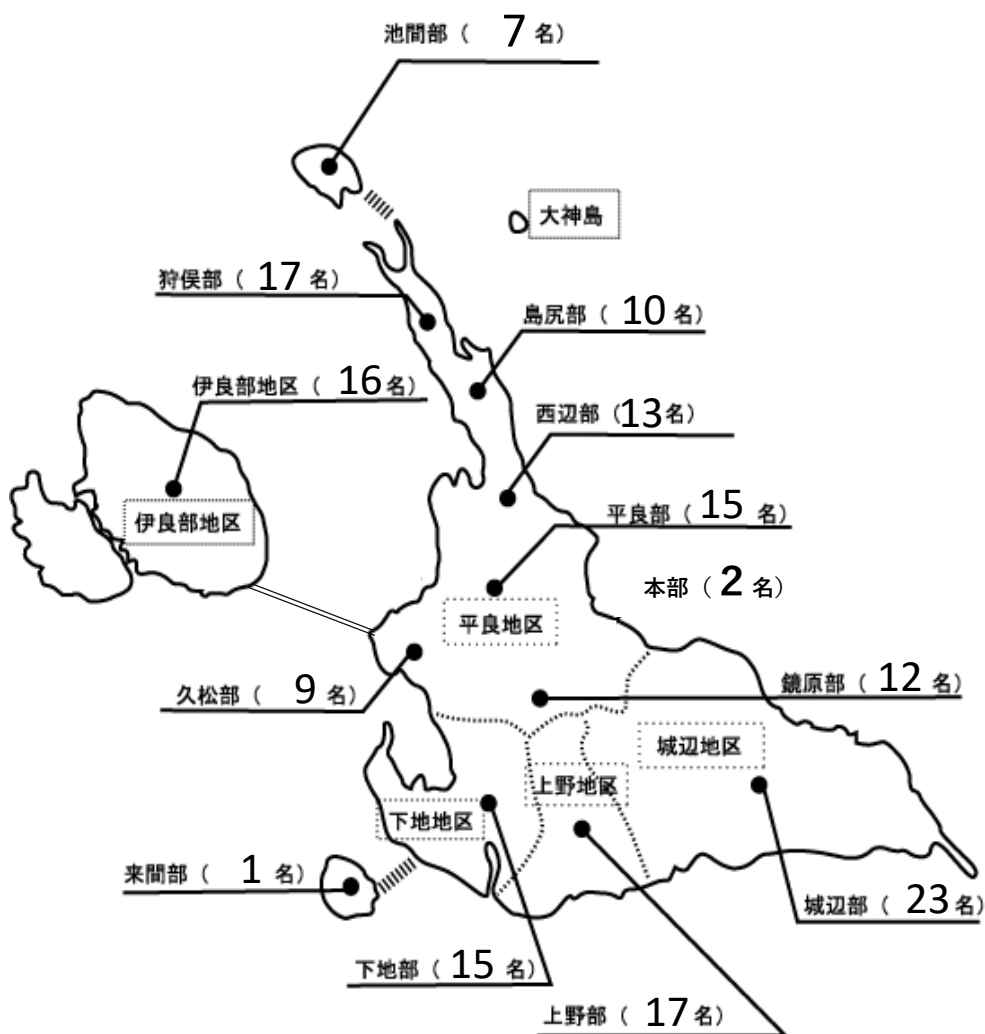 池間部（ 7 名）
大神島
狩俣部（ 17 名）
島尻部（ 10 名）
伊良部地区（ 16 名）
西辺部（13 名）
伊良部地区
平良部（ 15 名）
本部（ 2 名）
平良地区
久松部（ 9 名）
鏡原部（ 12 名）
城辺地区
上野地区
下地地区
来間部（ 1 名）
城辺部（ 23 名）
下地部（ 15 名）
上野部（ 17 名）